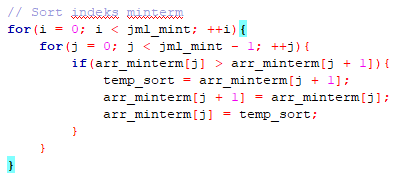 // Sort indeks minterm
for(i = 0; i < jml_mint; ++i){
    for(j = 0; j < jml_mint - 1; ++j){
        if(arr_minterm[j] > arr_minterm[j + 1]){
            temp_sort = arr_minterm[j + 1];
            arr_minterm[j + 1] = arr_minterm[j];
            arr_minterm[j] = temp_sort;
        }
    }
}